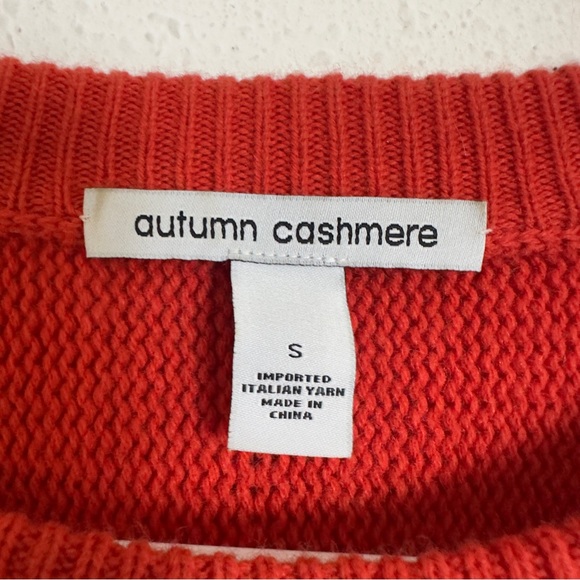 autumn cashmere
S
IMPORTED
ITALIAN YARN
MADE IN
CHINA